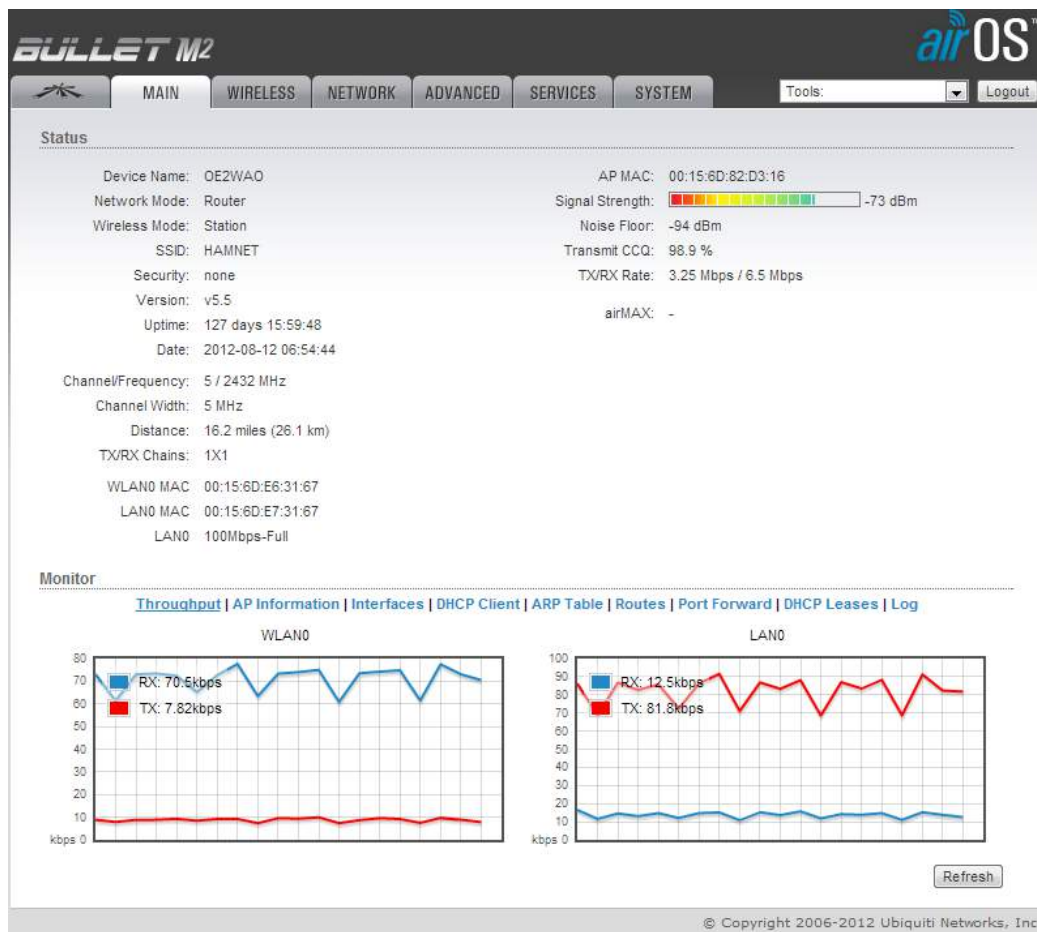 BULLET M2
airOS™
MAIN WIRELESS NETWORK ADVANCED SERVICES SYSTEM Tools: Logout
Status
Device Name: OE2WAO
Network Mode: Router
Wireless Mode: Station
SSID: HAMNET
Security: none
Version: v5.5
Uptime: 127 days 15:59:48
Date: 2012-08-12 06:54:44
Channel/Frequency: 5 / 2432 MHz
Channel Width: 5 MHz
Distance: 16.2 miles (26.1 km)
TX/RX Chains: 1X1
WLAN0 MAC 00:15:6D:E6:31:67
LAN0 MAC 00:15:6D:E7:31:67
LAN0 100Mbps-Full
AP MAC: 00:15:6D:82:D3:16
Signal Strength: -73 dBm
Noise Floor: -94 dBm
Transmit CCQ: 98.9 %
TX/RX Rate: 3.25 Mbps / 6.5 Mbps
airMAX: -
Monitor
Throughput | AP Information | Interfaces | DHCP Client | ARP Table | Routes | Port Forward | DHCP Leases | Log
WLAN0
80
70
60
50
40
30
20
10
kbps 0
RX: 70.5kbps
TX: 7.82kbps
LAN0
100
90
80
70
60
50
40
30
20
10
kbps 0
RX: 12.5kbps
TX: 81.8kbps
Refresh
© Copyright 2006-2012 Ubiquiti Networks, Inc